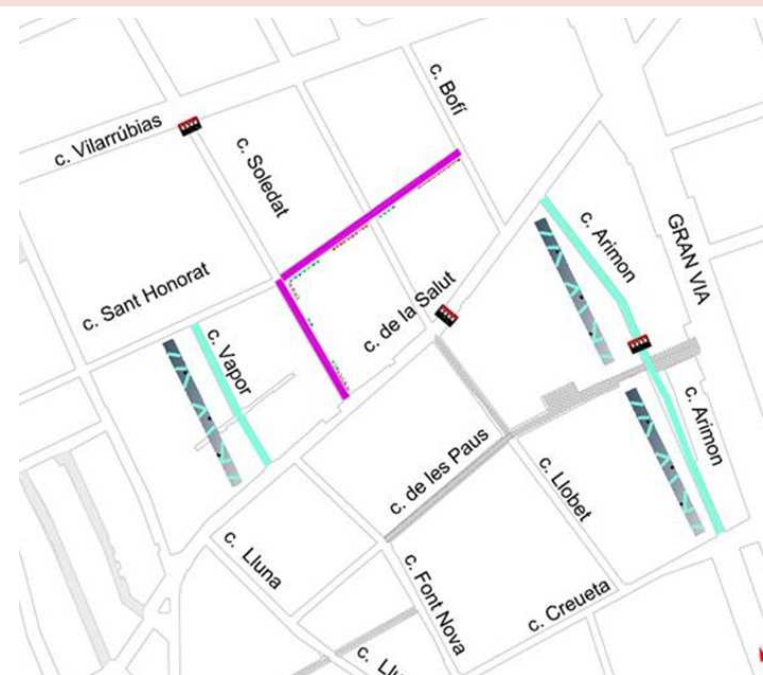 c. Bofí
c. Vilarrúbias
c. Soledat
c. Arimon
GRAN VIA
c. Sant Honorat
c. de la Salut
c. Vapor
c. Arimon
c. de les Paus
c. Llobet
c. Lluna
c. Font Nova
c. Creueta